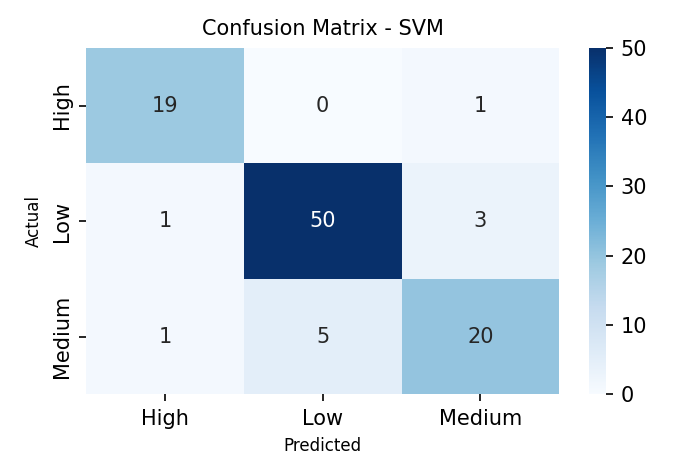 Confusion Matrix - SVM
50
High
19
0
1
40
30
Actual
Low
1
50
3
20
Medium
1
5
20
10
0
High
Low
Medium
Predicted